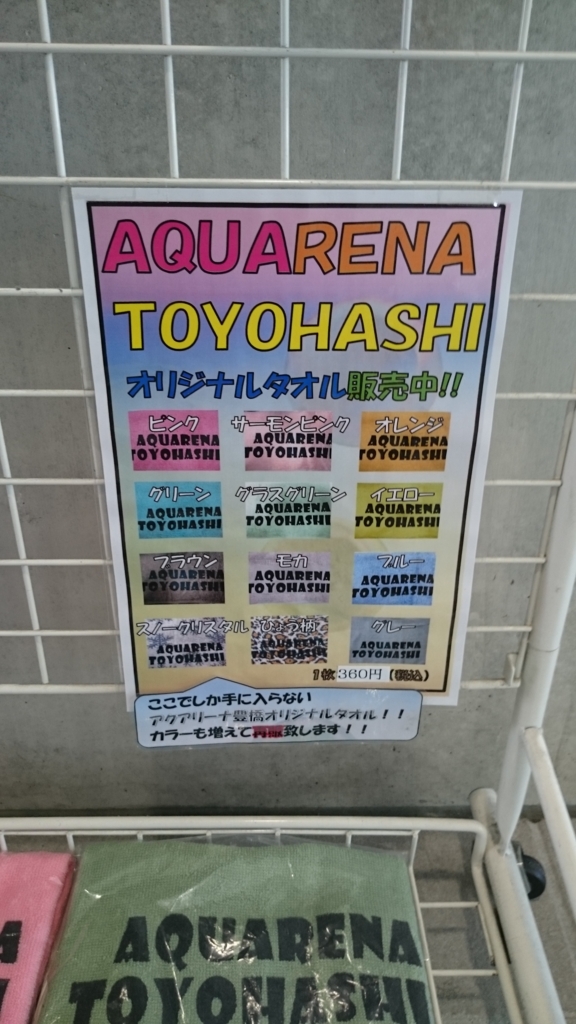 AQUARENA
TOYOHASHI
オリジナルタオル販売中!!
ピンク サーモンピンク オレンジ
AQUARENA TOYOHASHI
AQUARENA TOYOHASHI
AQUARENA TOYOHASHI
グリーン グラスグリーン イエロー
AQUARENA TOYOHASHI
AQUARENA TOYOHASHI
AQUARENA TOYOHASHI
ブラウン モカ ブルー
AQUARENA TOYOHASHI
AQUARENA TOYOHASHI
AQUARENA TOYOHASHI
スノークリスタル ひょう柄 グレー
AQUARENA TOYOHASHI
AQUARENA TOYOHASHI
AQUARENA TOYOHASHI
1枚360円(税込)
ここでしか手に入らない
アクアリーナ豊橋オリジナルタオル!!
カラーも増えて再販致します!!
AQUARENA
TOYOHASHI